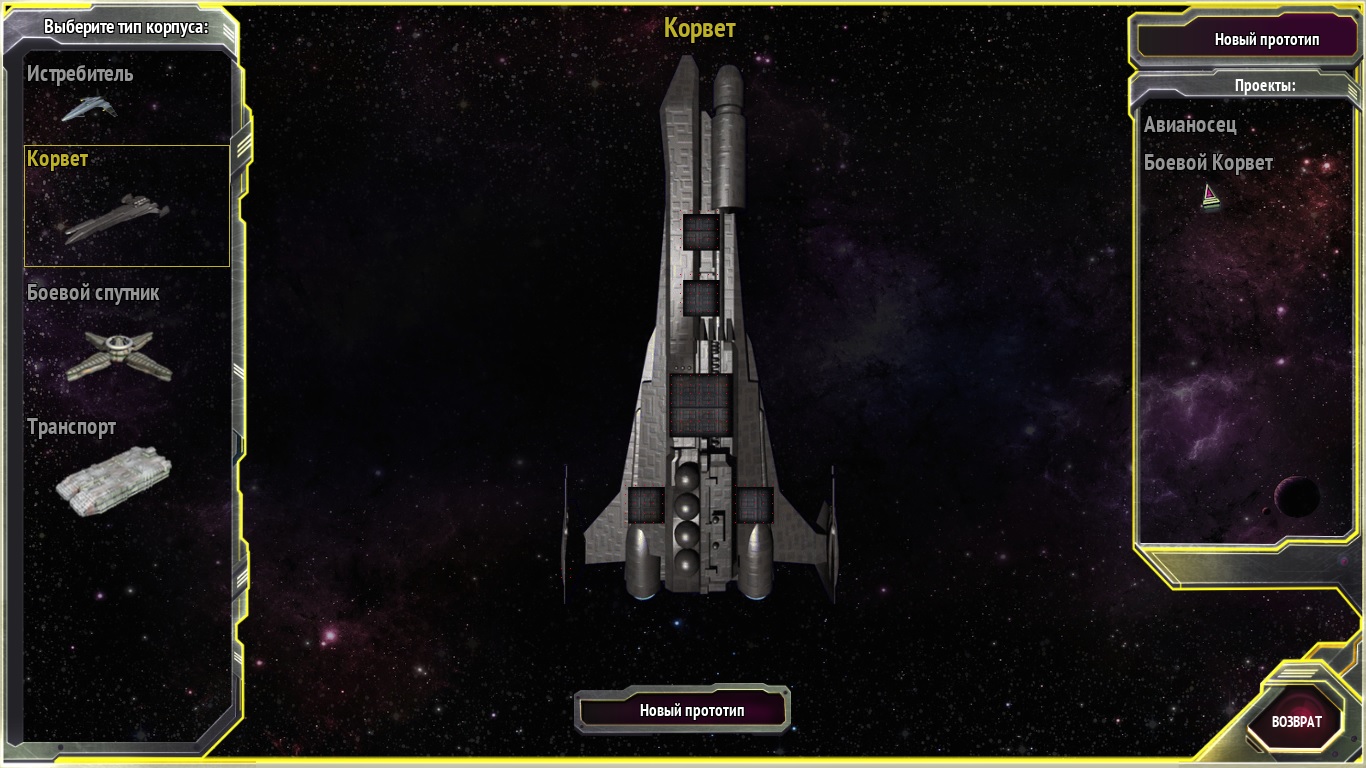 Выберите тип корпуса:
Истребитель
Корвет
Боевой спутник
Транспорт
Корвет
Новый прототип
Новый прототип
Проекты:
Авианосец
Боевой Корвет
ВОЗВРАТ